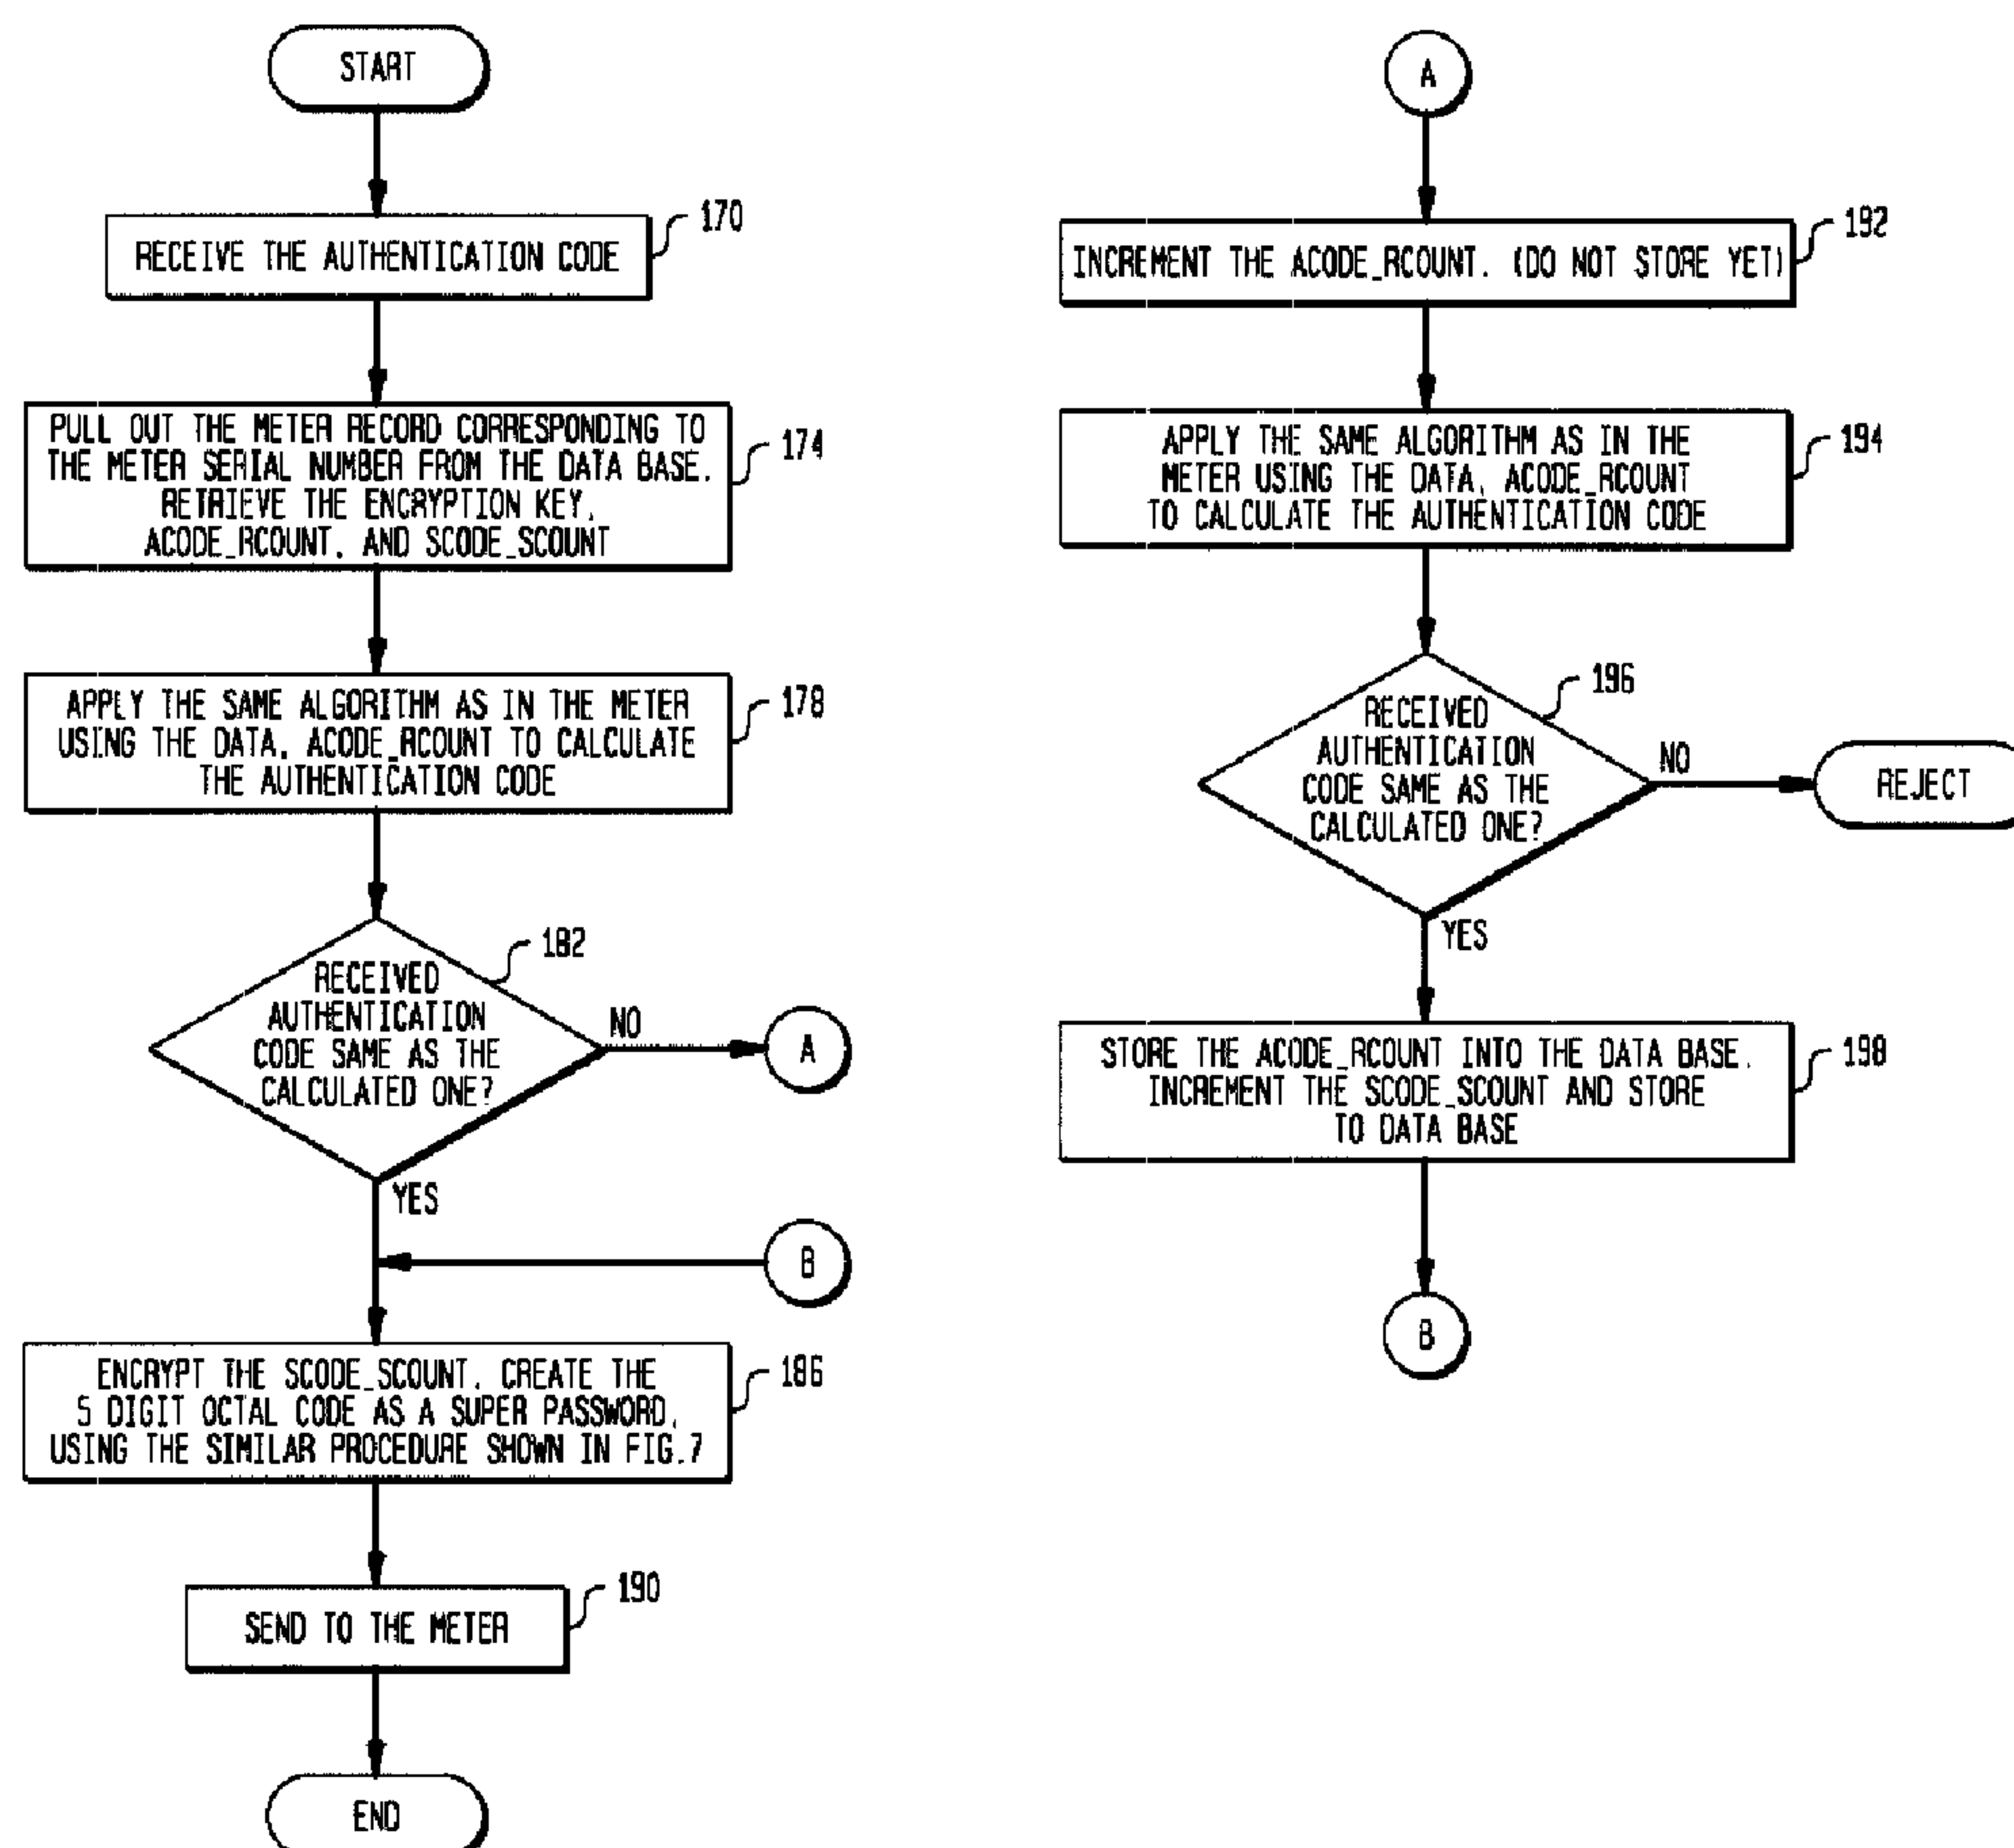 START
170
RECEIVE THE AUTHENTICATION CODE
PULL OUT THE METER RECORD CORRESPONDING TO
THE METER SERIAL NUMBER FROM THE DATA BASE.
RETRIEVE THE ENCRYPTION KEY,
ACODE_RCOUNT, AND SCODE_SCOUNT
174
APPLY THE SAME ALGORITHM AS IN THE METER
USING THE DATA, ACODE_RCOUNT TO CALCULATE
THE AUTHENTICATION CODE
178
182
RECEIVED
AUTHENTICATION
CODE SAME AS THE
CALCULATED ONE?
NO
A
YES
B
ENCRYPT THE SCODE_SCOUNT. CREATE THE
5 DIGIT OCTAL CODE AS A SUPER PASSWORD,
USING THE SIMILAR PROCEDURE SHOWN IN FIG.7
186
190
SEND TO THE METER
END
A
192
INCREMENT THE ACODE_RCOUNT. (DO NOT STORE YET)
APPLY THE SAME ALGORITHM AS IN THE
METER USING THE DATA, ACODE_RCOUNT
TO CALCULATE THE AUTHENTICATION CODE
194
196
RECEIVED
AUTHENTICATION
CODE SAME AS THE
CALCULATED ONE?
NO
REJECT
YES
STORE THE ACODE_RCOUNT INTO THE DATA BASE.
INCREMENT THE SCODE_SCOUNT AND STORE
TO DATA BASE
198
B